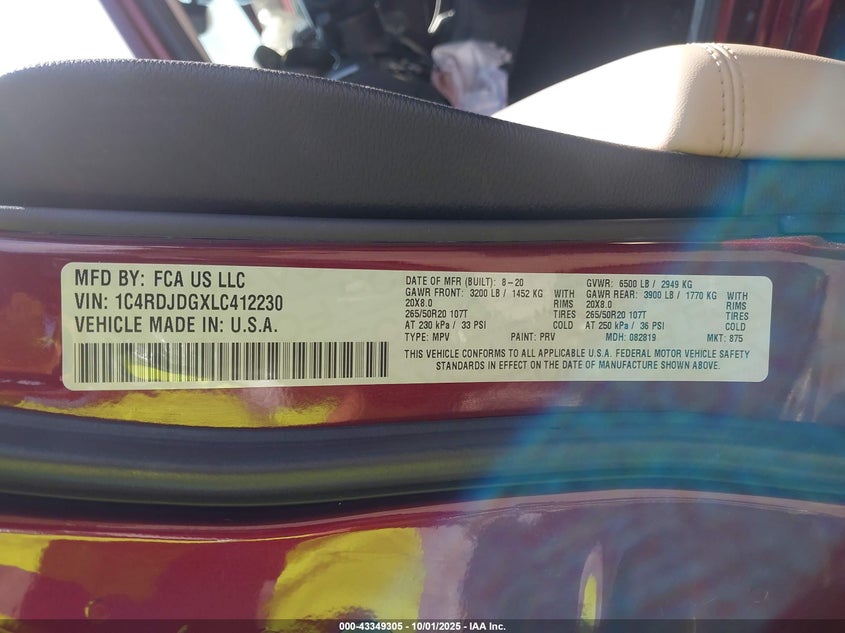 MFD BY: FCA US LLC
VIN: 1C4RDJDGXLC412230
VEHICLE MADE IN: U.S.A.
DATE OF MFR (BUILT): 8-20 GVWR: 6500 LB / 2949 KG
GAWR FRONT: 3200 LB / 1452 KG WITH GAWR REAR: 3900 LB / 1770 KG WITH
20X8.0 RIMS 20X8.0 RIMS
265/50R20 107T TIRES 265/50R20 107T TIRES
AT 230 kPa / 33 PSI COLD AT 250 kPa / 36 PSI COLD
TYPE: MPV PAINT: PRV MDH: 082819 MKT: 875
THIS VEHICLE CONFORMS TO ALL APPLICABLE U.S.A. FEDERAL MOTOR VEHICLE SAFETY
STANDARDS IN EFFECT ON THE DATE OF MANUFACTURE SHOWN ABOVE.
000-43349305 - 10/01/2025 - IAA Inc.